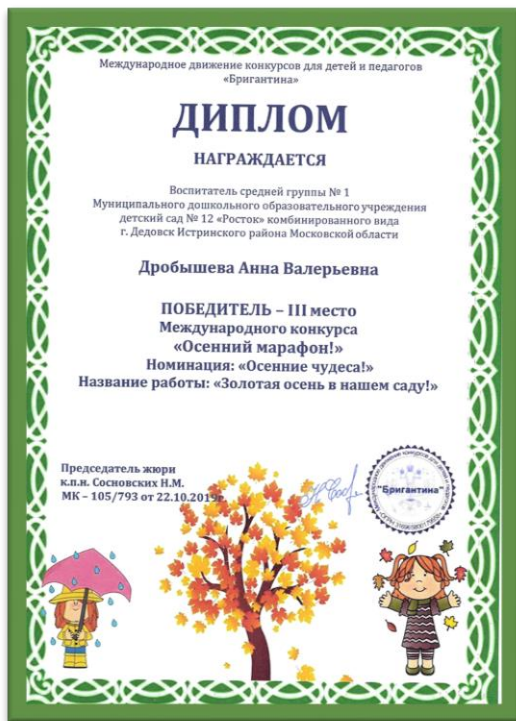 Международное движение конкурсов для детей и педагогов
«Бригантина»
ДИПЛОМ
НАГРАЖДАЕТСЯ
Воспитатель средней группы № 1
Муниципального дошкольного образовательного учреждения
детский сад № 12 «Росток» комбинированного вида
г. Дедовск Истринского района Московской области
Дробышева Анна Валерьевна
ПОБЕДИТЕЛЬ – III место
Международного конкурса
«Осенний марафон!»
Номинация: «Осенние чудеса!»
Название работы: «Золотая осень в нашем саду!»
Председатель жюри
к.п.н. Сосновских Н.М.
МК – 105/793 от 22.10.2019г
"Бригантина"